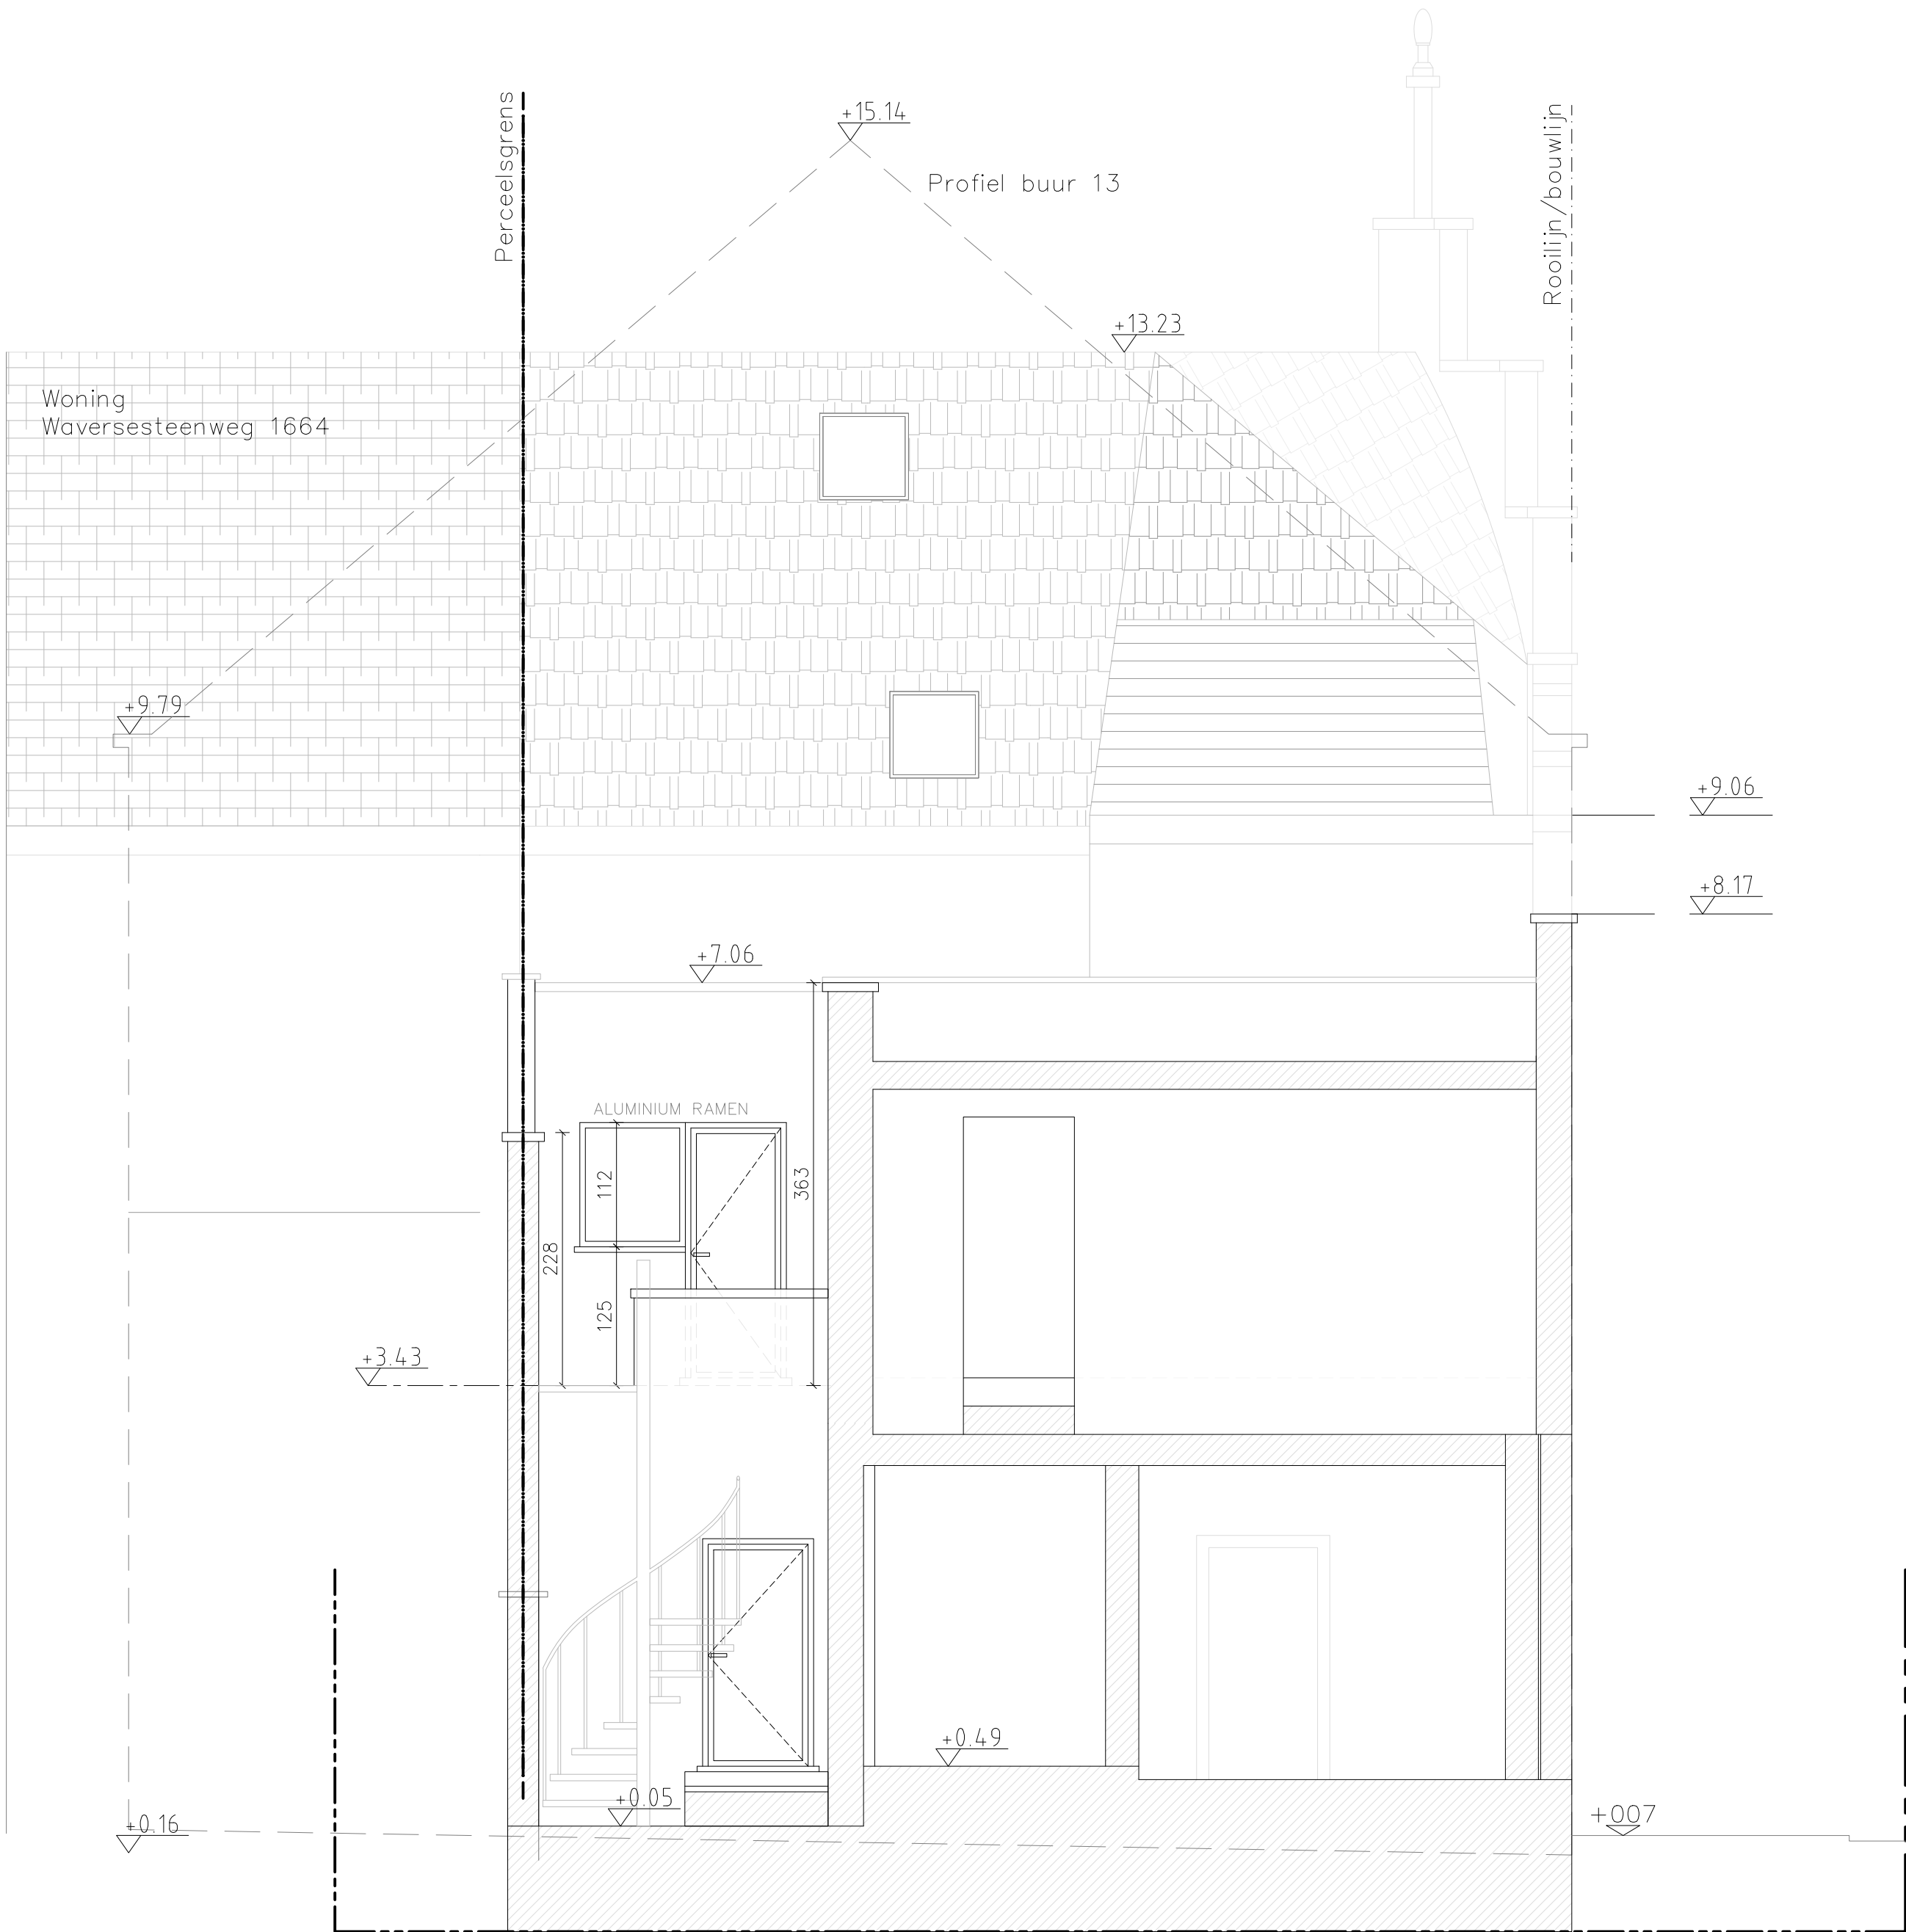 +15.14
Perceelsgrens
Profiel buur 13
Rooilijn/bouwlijn
+13.23
Woning
Waversesteenweg 1664
+9.79
+9.06
+8.17
+7.06
ALUMINIUM RAMEN
112
363
228
125
+3.43
+0.49
+0.05
+0.16
+007